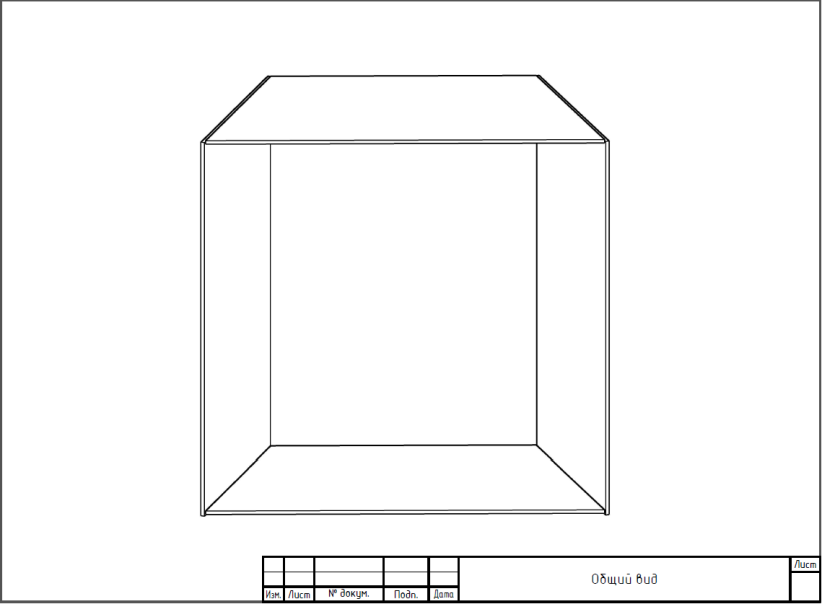 Лист
Общий вид
Изм. Лист № докум. Подп. Дата